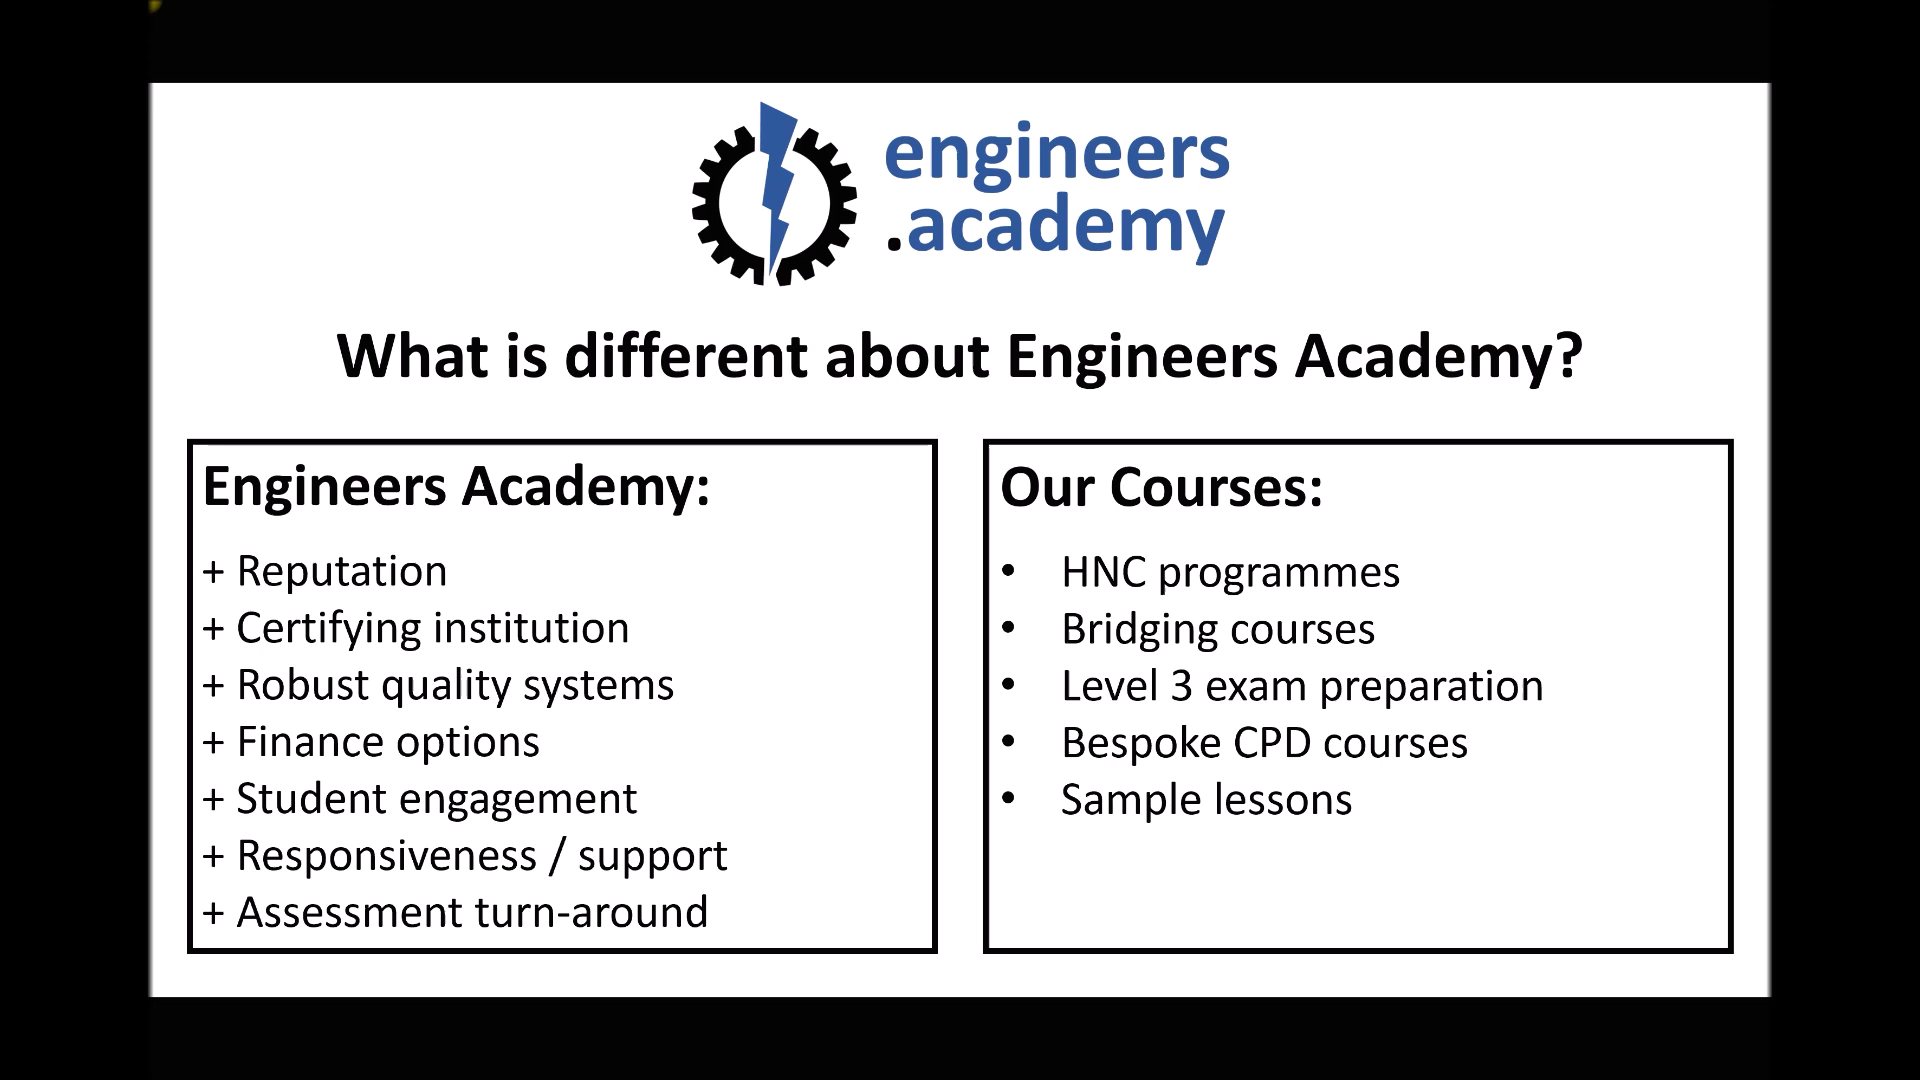 engineers
.academy
What is different about Engineers Academy?
Engineers Academy:
+ Reputation
+ Certifying institution
+ Robust quality systems
+ Finance options
+ Student engagement
+ Responsiveness / support
+ Assessment turn-around
Our Courses:
• HNC programmes
• Bridging courses
• Level 3 exam preparation
• Bespoke CPD courses
• Sample lessons